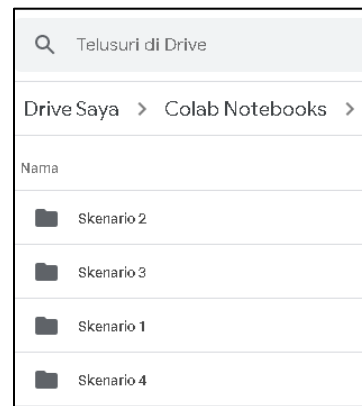 Telusuri di Drive
Drive Saya > Colab Notebooks >
Nama
Skenario 2
Skenario 3
Skenario 1
Skenario 4